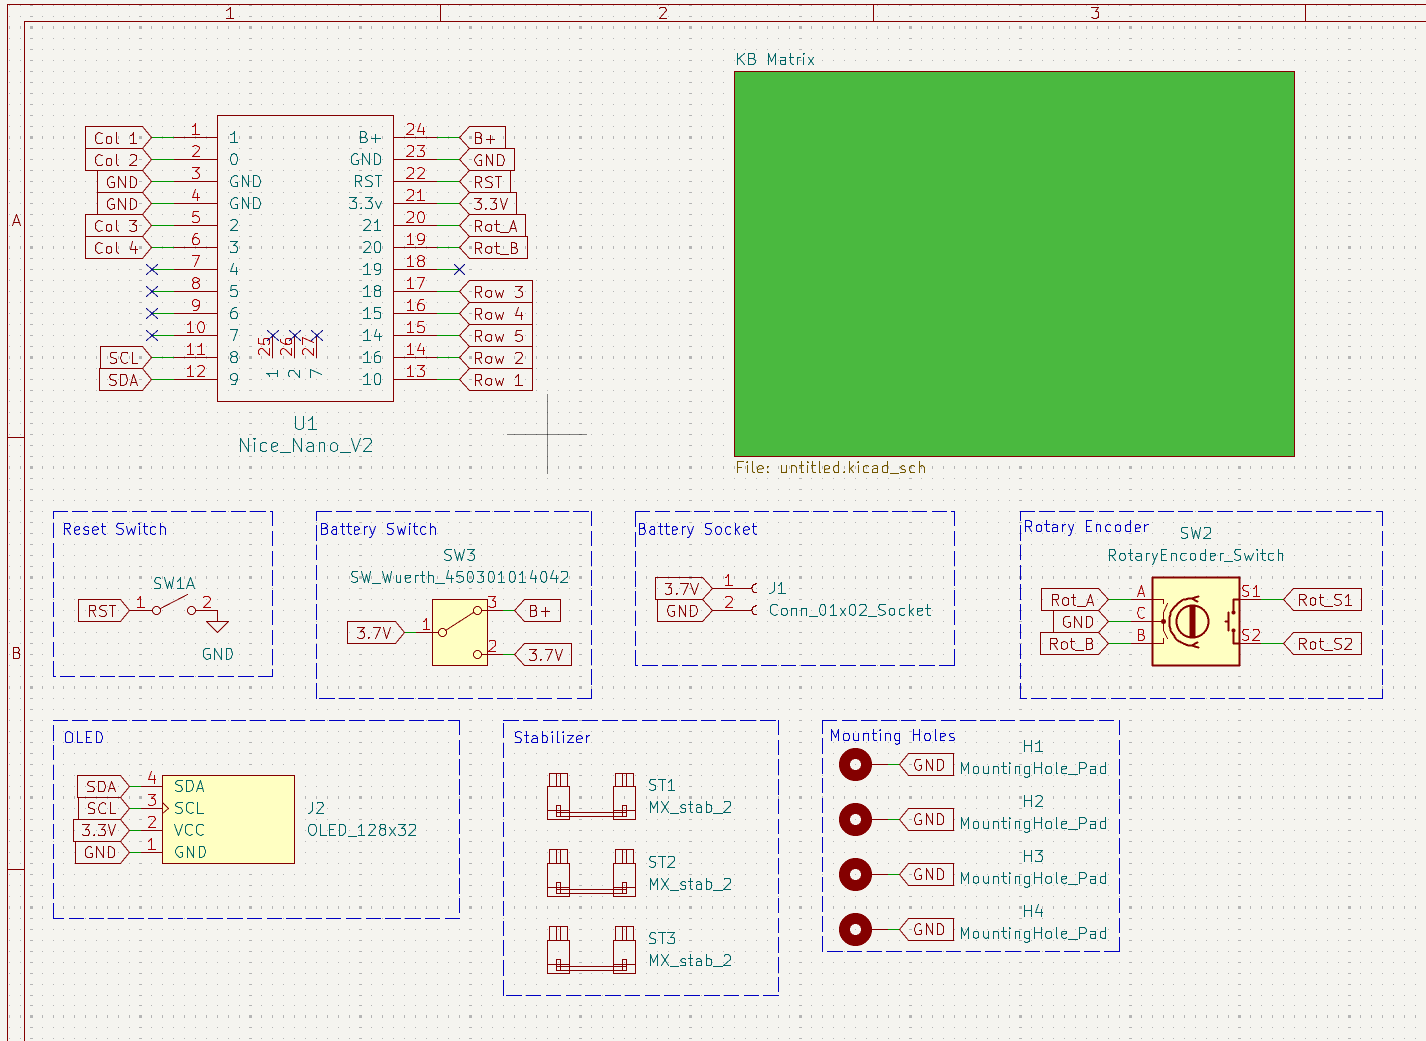 1 2 3
A
B
KB Matrix
File: untitled.kicad_sch
Col 1 1 1 B+ 24 B+
Col 2 2 0 GND 23 GND
GND 3 GND RST 22 RST
GND 4 GND 3.3v 21 3.3V
Col 3 5 2 21 20 Rot_A
Col 4 6 3 20 19 Rot_B
7 4 19 18
8 5 18 17 Row 3
9 6 15 16 Row 4
10 7 14 15 Row 5
SCL 11 8 16 14 Row 2
SDA 12 9 10 13 Row 1
25 26 27
1 2 7
U1
Nice_Nano_V2
Reset Switch
SW1A
RST 1 2
GND
Battery Switch
SW3
SW_Wuerth_450301014042
3 B+
3.7V 1
2 3.7V
Battery Socket
3.7V 1 J1
GND 2 Conn_01x02_Socket
Rotary Encoder
SW2
RotaryEncoder_Switch
Rot_A A S1 Rot_S1
GND C
Rot_B B S2 Rot_S2
OLED
SDA 4 SDA
SCL 3 SCL J2
3.3V 2 VCC OLED_128x32
GND 1 GND
Stabilizer
ST1
MX_stab_2
ST2
MX_stab_2
ST3
MX_stab_2
Mounting Holes
H1
GND MountingHole_Pad
H2
GND MountingHole_Pad
H3
GND MountingHole_Pad
H4
GND MountingHole_Pad